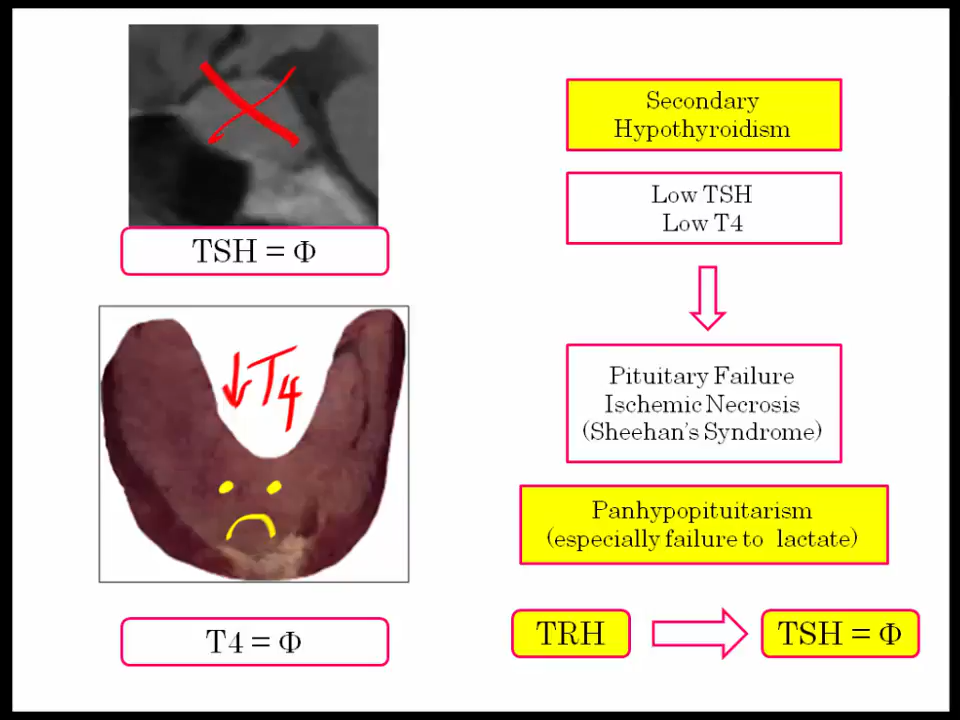 TSH = Φ
↓T4
T4 = Φ
Secondary
Hypothyroidism
Low TSH
Low T4
Pituitary Failure
Ischemic Necrosis
(Sheehan's Syndrome)
Panhypopituitarism
(especially failure to lactate)
TRH
TSH = Φ